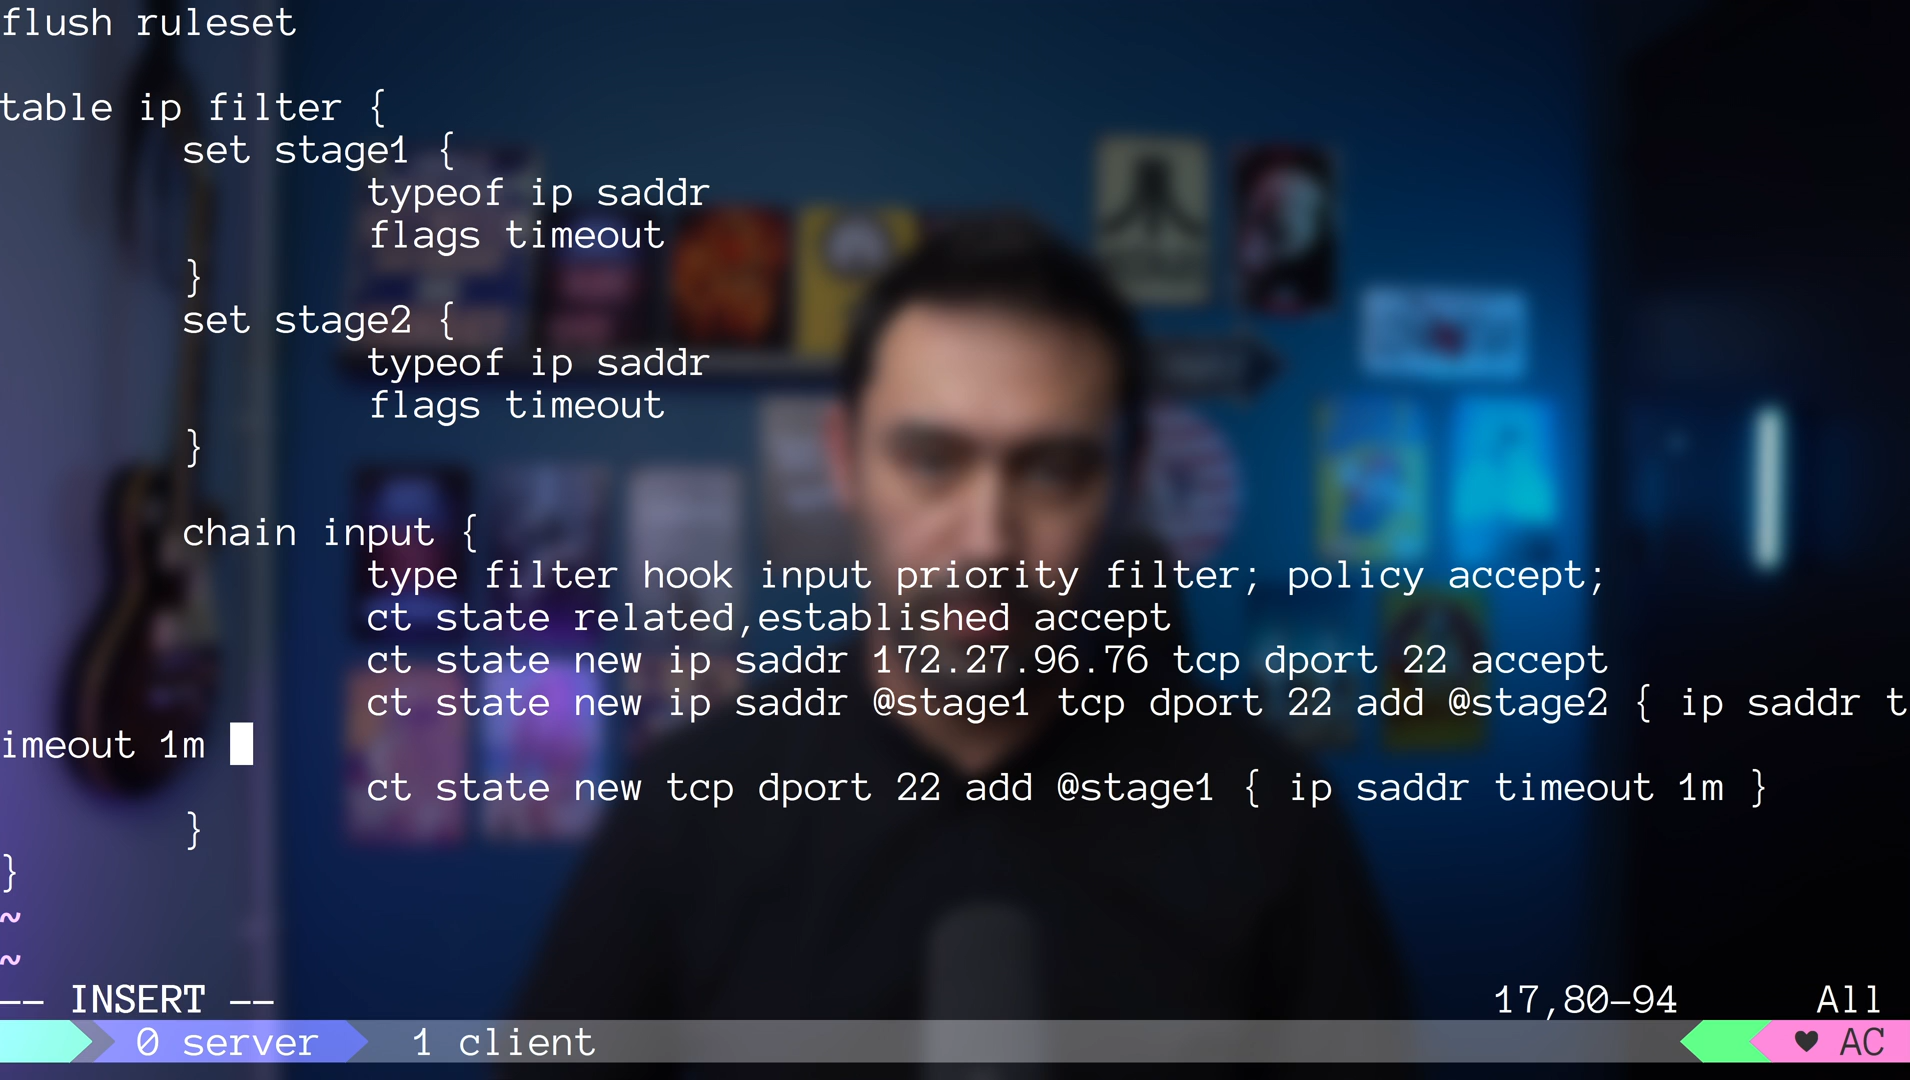 flush ruleset
table ip filter {
set stage1 {
typeof ip saddr
flags timeout
}
set stage2 {
typeof ip saddr
flags timeout
}
chain input {
type filter hook input priority filter; policy accept;
ct state related,established accept
ct state new ip saddr 172.27.96.76 tcp dport 22 accept
ct state new ip saddr @stage1 tcp dport 22 add @stage2 { ip saddr t
imeout 1m
ct state new tcp dport 22 add @stage1 { ip saddr timeout 1m }
}
}
~
~
-- INSERT -- 17,80-94 All
0 server 1 client ♥ AC